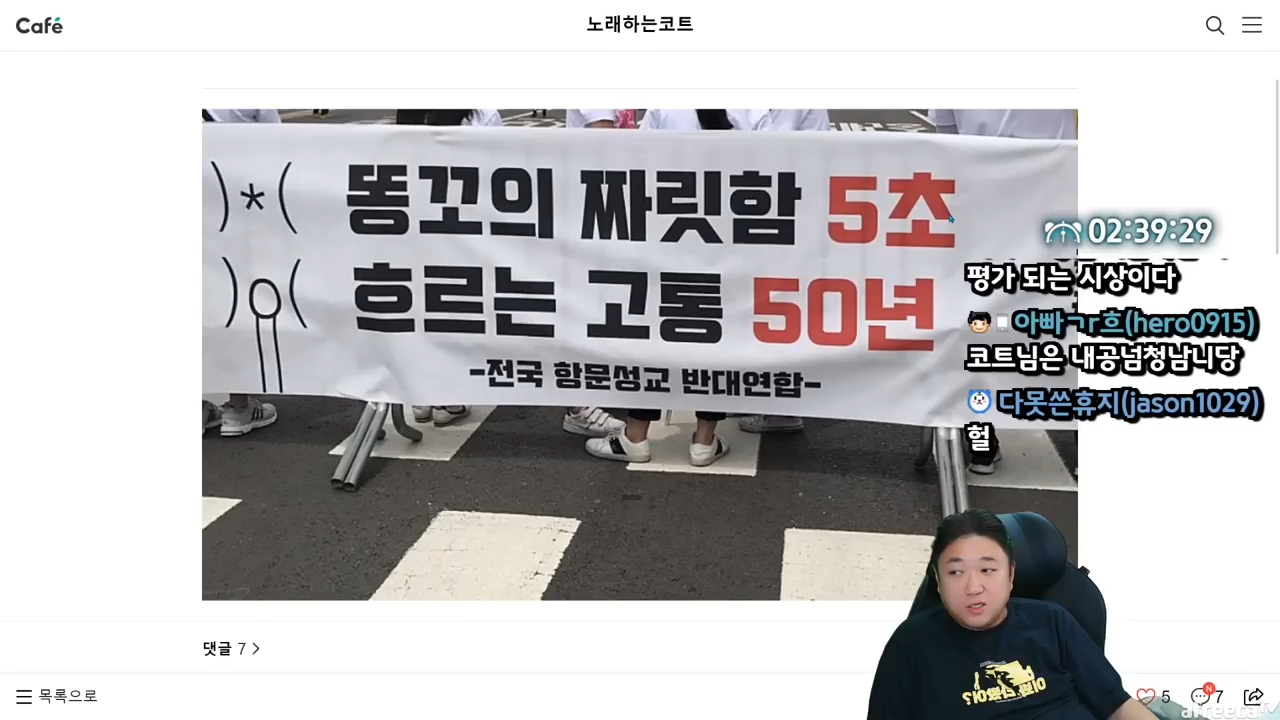 Café
노래하는코트
똥꼬의 짜릿함 5초
흐르는 고통 50년
-전국 항문성교 반대연합-
02:39:29
평가 되는 시상이다
아빠ㄱr흐(hero0915)
코트님은 내공넘청남니당
다못쓴휴지(jason1029)
헐
댓글 7
목록으로
5
N
7
afreecaTV